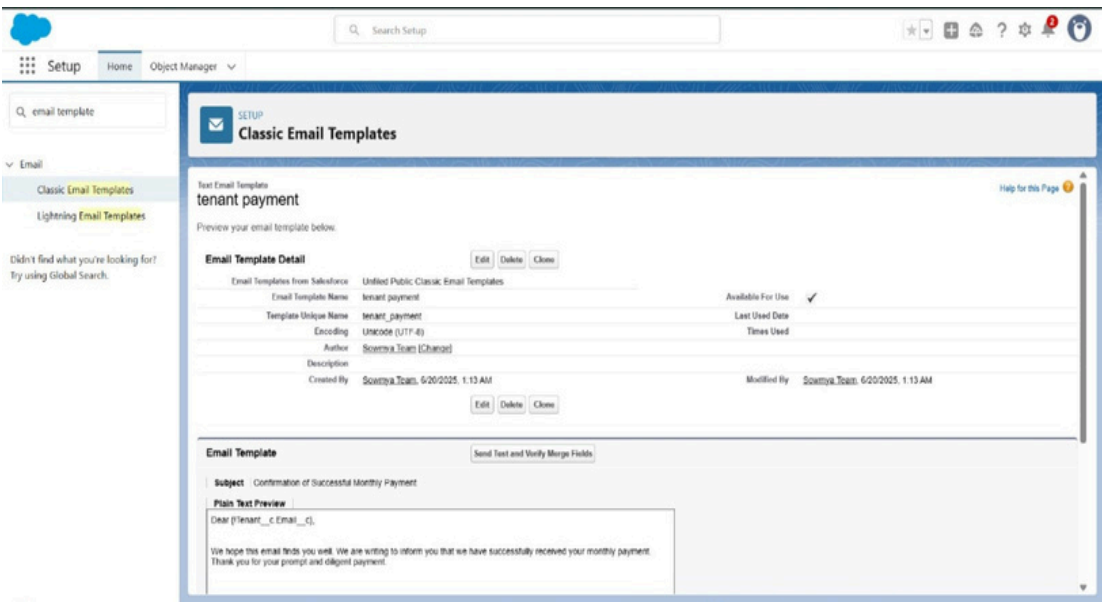 Search Setup
2
Setup Home Object Manager
email template
SETUP
Classic Email Templates
Email
Classic Email Templates
Lightning Email Templates
Didn't find what you're looking for?
Try using Global Search.
Text Email Template
tenant payment
Help for this Page ?
Preview your email template below.
Email Template Detail Edit Delete Clone
Email Templates from Salesforce Unfiled Public Classic Email Templates
Email Template Name tenant payment Available For Use ✓
Template Unique Name tenant_payment Last Used Date
Encoding Unicode (UTF-8) Times Used
Author Sowmya Team [Change]
Description
Created By Sowmya Team, 6/20/2025, 1:13 AM Modified By Sowmya Team, 6/20/2025, 1:13 AM
Edit Delete Clone
Email Template Send Test and Verify Merge Fields
Subject Confirmation of Successful Monthly Payment
Plain Text Preview
Dear {!Tenant__c.Email__c},
We hope this email finds you well. We are writing to inform you that we have successfully received your monthly payment.
Thank you for your prompt and diligent payment.